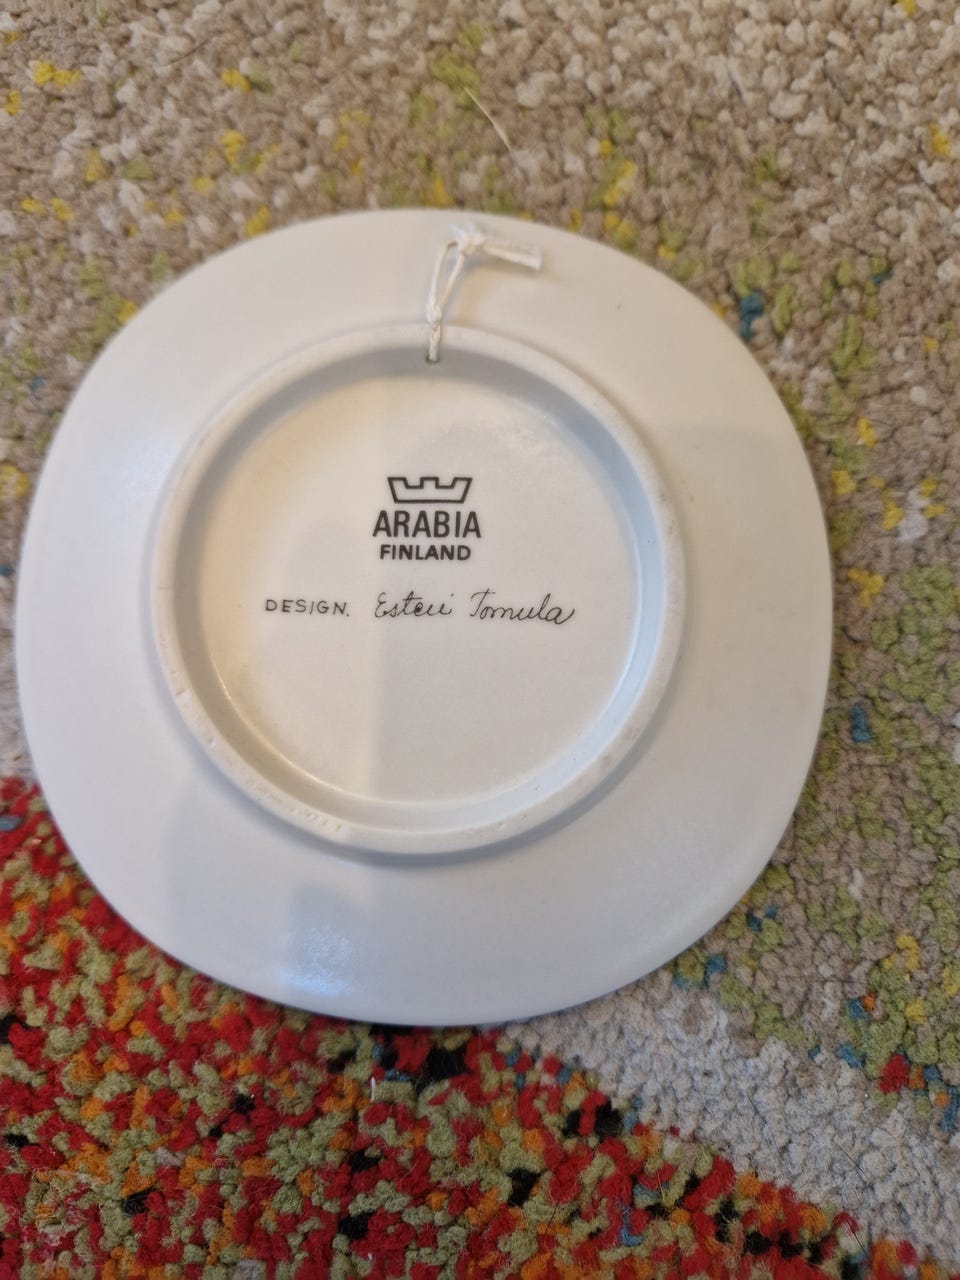 ARABIA
FINLAND
DESIGN. Esteri Tomula